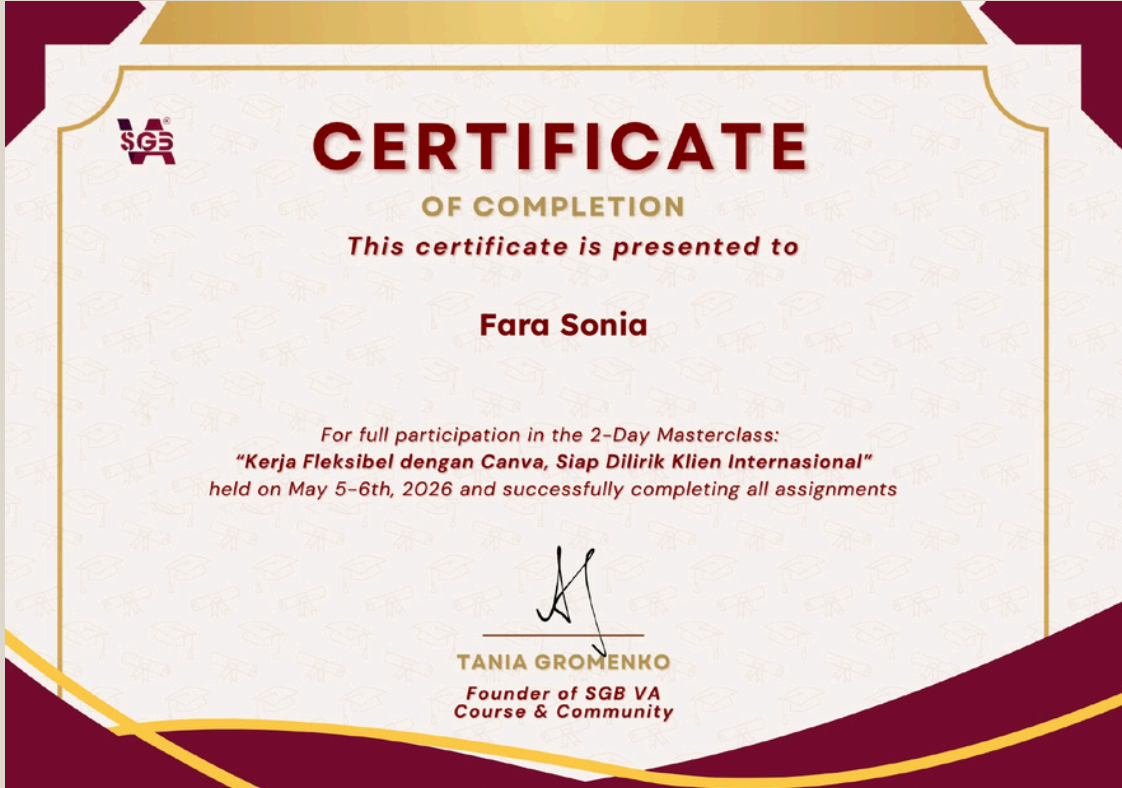 SGB VA®
CERTIFICATE
OF COMPLETION
This certificate is presented to
Fara Sonia
For full participation in the 2-Day Masterclass:
“Kerja Fleksibel dengan Canva, Siap Dilirik Klien Internasional”
held on May 5-6th, 2026 and successfully completing all assignments
TANIA GROMENKO
Founder of SGB VA
Course & Community